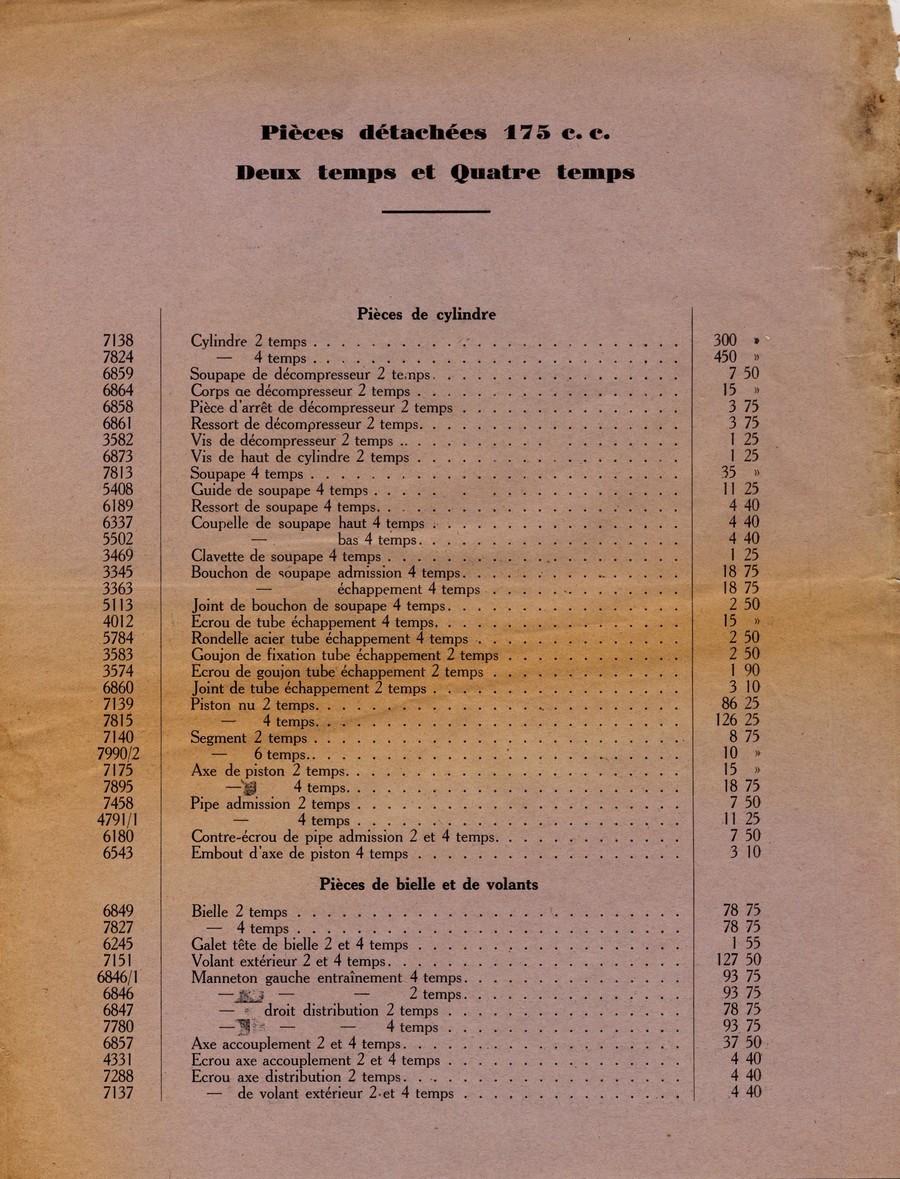 Pièces détachées 175 c. c.
Deux temps et Quatre temps
Pièces de cylindre
7138 Cylindre 2 temps . . . 300 »
7824 — 4 temps . . . 450 »
6859 Soupape de décompresseur 2 temps . . . 7 50
6864 Corps de décompresseur 2 temps . . . 15 »
6858 Pièce d'arrêt de décompresseur 2 temps . . . 3 75
6861 Ressort de décompresseur 2 temps . . . 3 75
3582 Vis de décompresseur 2 temps . . . 1 25
6873 Vis de haut de cylindre 2 temps . . . 1 25
7813 Soupape 4 temps . . . 35 »
5408 Guide de soupape 4 temps . . . 11 25
6189 Ressort de soupape 4 temps . . . 4 40
6337 Coupelle de soupape haut 4 temps . . . 4 40
5502 — bas 4 temps . . . 4 40
3469 Clavette de soupape 4 temps . . . 1 25
3345 Bouchon de soupape admission 4 temps . . . 18 75
3363 — échappement 4 temps . . . 18 75
5113 Joint de bouchon de soupape 4 temps . . . 2 50
4012 Ecrou de tube échappement 4 temps . . . 15 »
5784 Rondelle acier tube échappement 4 temps . . . 2 50
3583 Goujon de fixation tube échappement 2 temps . . . 2 50
3574 Ecrou de goujon tube échappement 2 temps . . . 1 90
6860 Joint de tube échappement 2 temps . . . 3 10
7139 Piston nu 2 temps . . . 86 25
7815 — 4 temps . . . 126 25
7140 Segment 2 temps . . . 8 75
7990/2 — 6 temps . . . 10 »
7175 Axe de piston 2 temps . . . 15 »
7895 — 4 temps . . . 18 75
7458 Pipe admission 2 temps . . . 7 50
4791/1 — 4 temps . . . 11 25
6180 Contre-écrou de pipe admission 2 et 4 temps . . . 7 50
6543 Embout d'axe de piston 4 temps . . . 3 10
Pièces de bielle et de volants
6849 Bielle 2 temps . . . 78 75
7827 — 4 temps . . . 78 75
6245 Galet tête de bielle 2 et 4 temps . . . 1 55
7151 Volant extérieur 2 et 4 temps . . . 127 50
6846/1 Manneton gauche entraînement 4 temps . . . 93 75
6846 — — — 2 temps . . . 93 75
6847 — droit distribution 2 temps . . . 78 75
7780 — — — 4 temps . . . 93 75
6857 Axe accouplement 2 et 4 temps . . . 37 50
4331 Ecrou axe accouplement 2 et 4 temps . . . 4 40
7288 Ecrou axe distribution 2 temps . . . 4 40
7137 — de volant extérieur 2 et 4 temps . . . 4 40